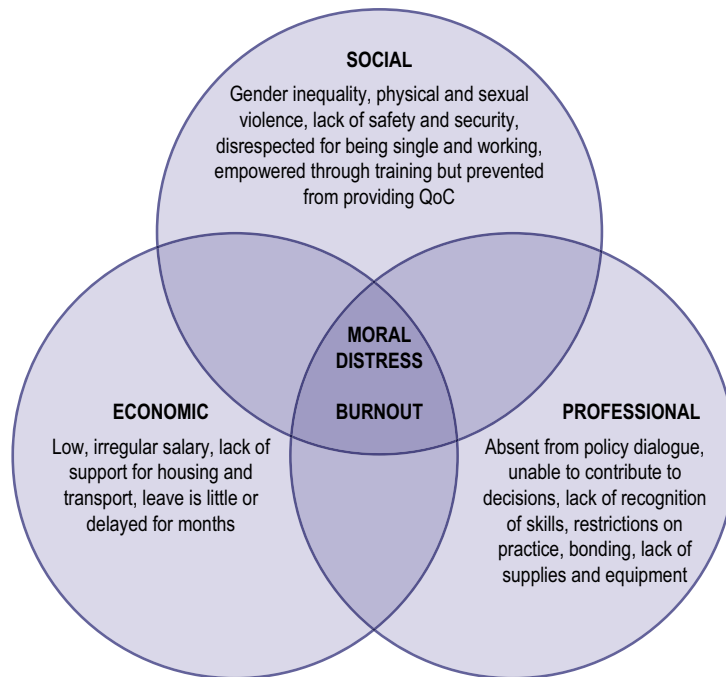 SOCIAL
Gender inequality, physical and sexual
violence, lack of safety and security,
disrespected for being single and working,
empowered through training but prevented
from providing QoC
MORAL
DISTRESS
BURNOUT
ECONOMIC
Low, irregular salary, lack of
support for housing and
transport, leave is little or
delayed for months
PROFESSIONAL
Absent from policy dialogue,
unable to contribute to
decisions, lack of recognition
of skills, restrictions on
practice, bonding, lack of
supplies and equipment